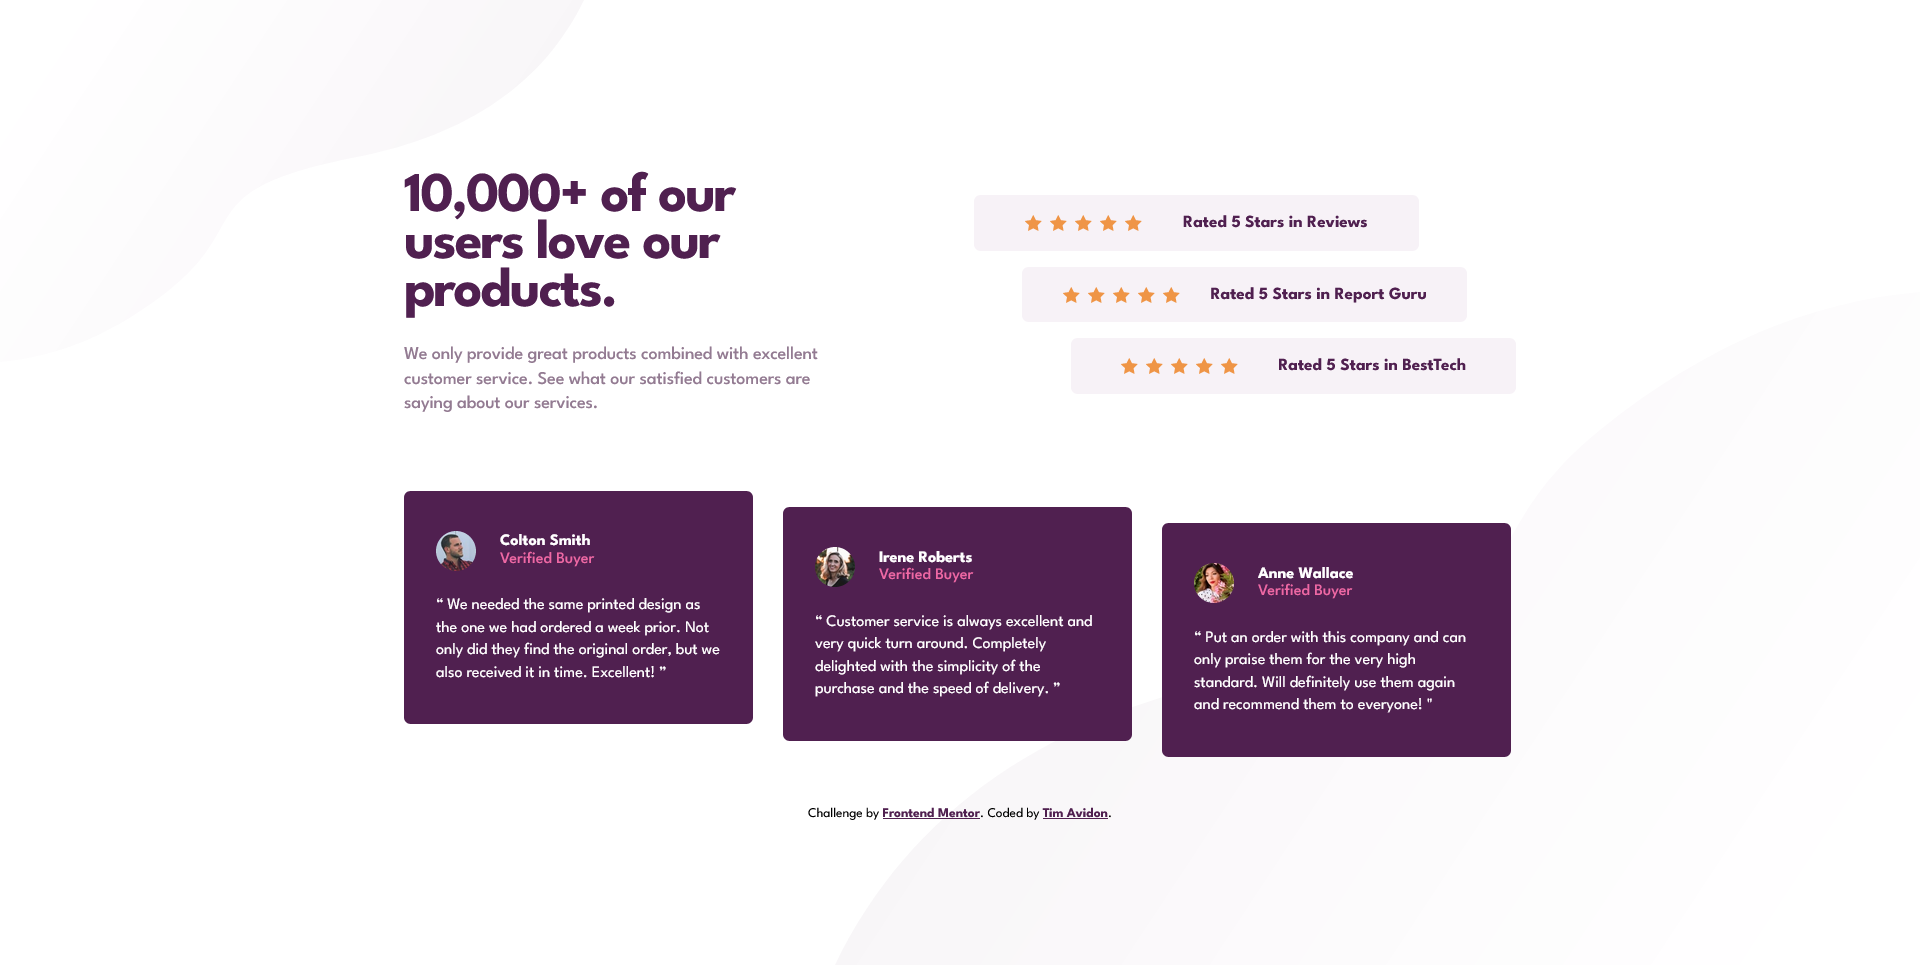 10,000+ of our
users love our
products.
We only provide great products combined with excellent
customer service. See what our satisfied customers are
saying about our services.
Rated 5 Stars in Reviews
Rated 5 Stars in Report Guru
Rated 5 Stars in BestTech
Colton Smith
Verified Buyer
“ We needed the same printed design as
the one we had ordered a week prior. Not
only did they find the original order, but we
also received it in time. Excellent! ”
Irene Roberts
Verified Buyer
“ Customer service is always excellent and
very quick turn around. Completely
delighted with the simplicity of the
purchase and the speed of delivery. ”
Anne Wallace
Verified Buyer
“ Put an order with this company and can
only praise them for the very high
standard. Will definitely use them again
and recommend them to everyone! "
Challenge by Frontend Mentor. Coded by Tim Avidon.